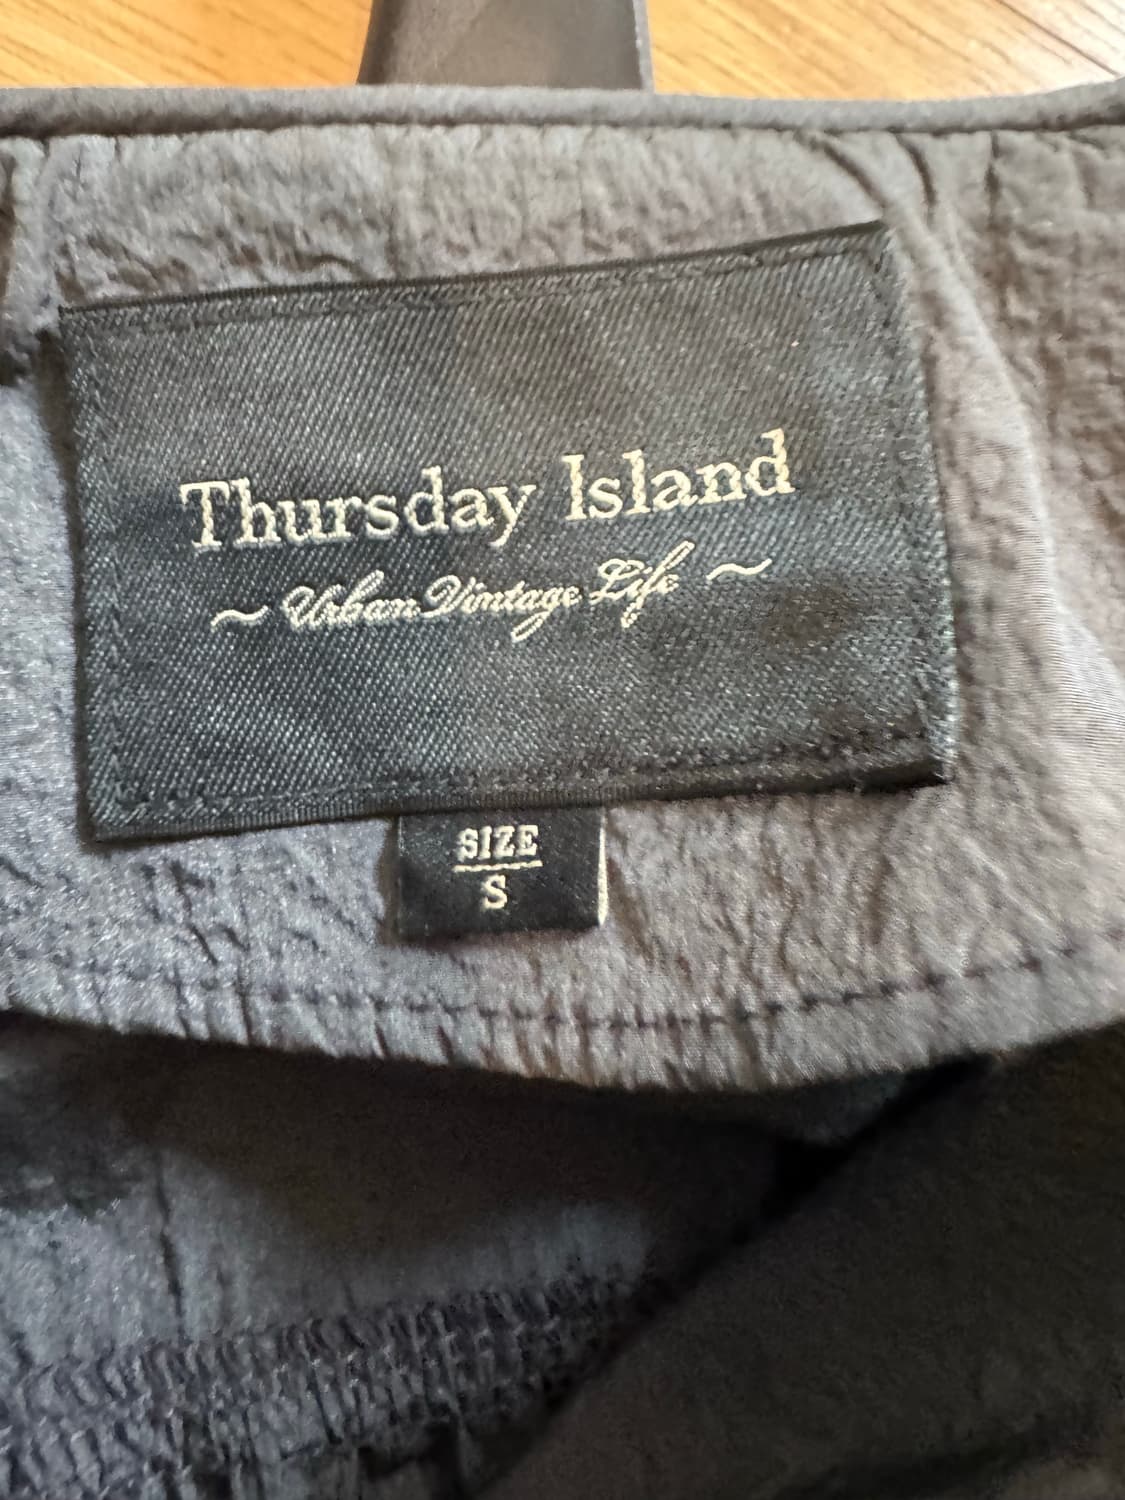 Thursday Island
~ Urban Vintage Life ~
SIZE
S